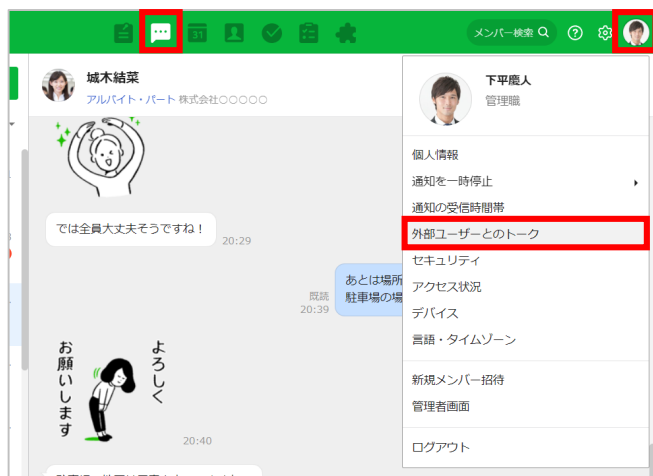 31
メンバー検索
城木結菜
アルバイト・パート 株式会社○○○○○
では全員大丈夫そうですね！
20:29
あとは場所
駐車場の場
既読
20:39
よろしく
お願いします
20:40
下平慶人
管理職
個人情報
通知を一時停止
通知の受信時間帯
外部ユーザーとのトーク
セキュリティ
アクセス状況
デバイス
言語・タイムゾーン
新規メンバー招待
管理者画面
ログアウト